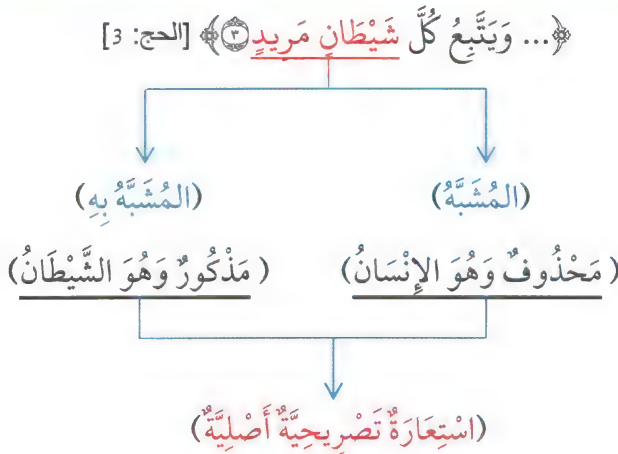 ﴿... وَيَتَّبِعُ كُلَّ شَيْطَانٍ مَرِيدٍ ۝٣﴾ [الحج: 3]
(المُشَبَّهُ) (المُشَبَّهُ بِهِ)
( مَحْذُوفٌ وَهُوَ الإِنْسَانُ) ( مَذْكُورٌ وَهُوَ الشَّيْطَانُ)
(اسْتِعَارَةٌ تَصْرِيحِيَّةٌ أَصْلِيَّةٌ)